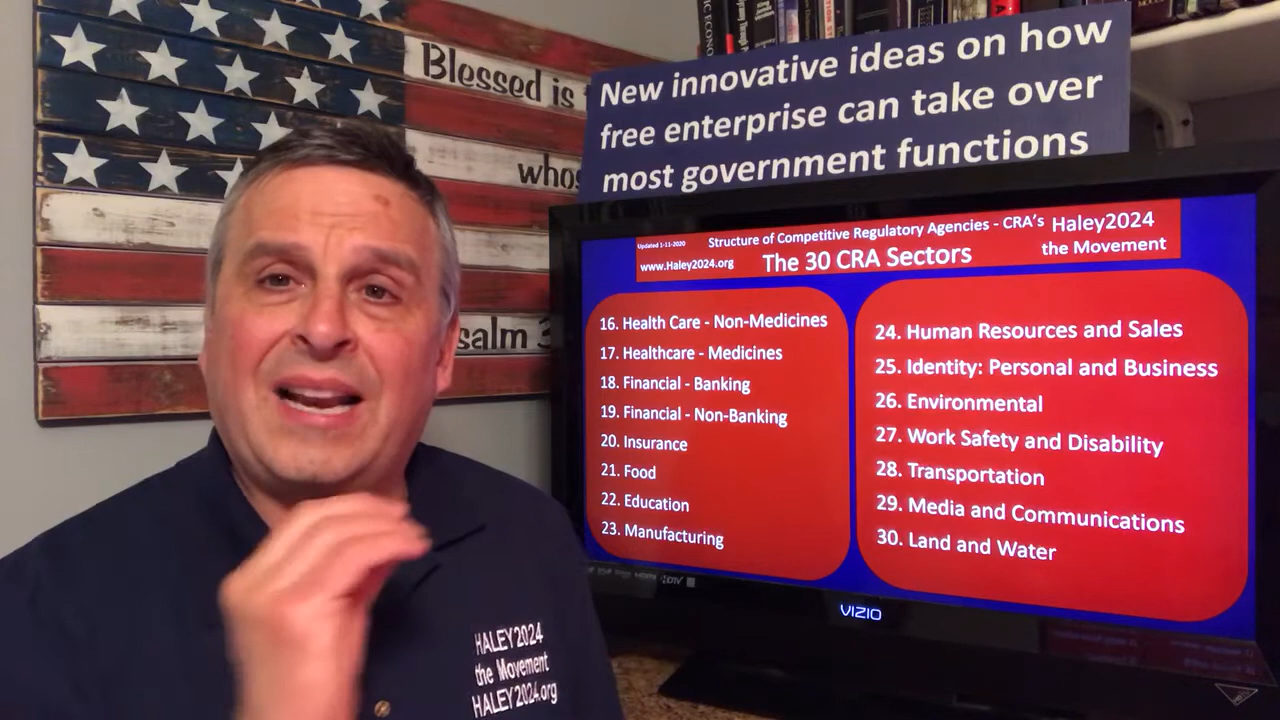 Blessed is
whos
salm 3
New innovative ideas on how
free enterprise can take over
most government functions
Updated 1-11-2020
Structure of Competitive Regulatory Agencies - CRA's
Haley2024
the Movement
www.Haley2024.org
The 30 CRA Sectors
16. Health Care - Non-Medicines
17. Healthcare - Medicines
18. Financial - Banking
19. Financial - Non-Banking
20. Insurance
21. Food
22. Education
23. Manufacturing
24. Human Resources and Sales
25. Identity: Personal and Business
26. Environmental
27. Work Safety and Disability
28. Transportation
29. Media and Communications
30. Land and Water
VIZIO
HALEY2024
the Movement
HALEY2024.org